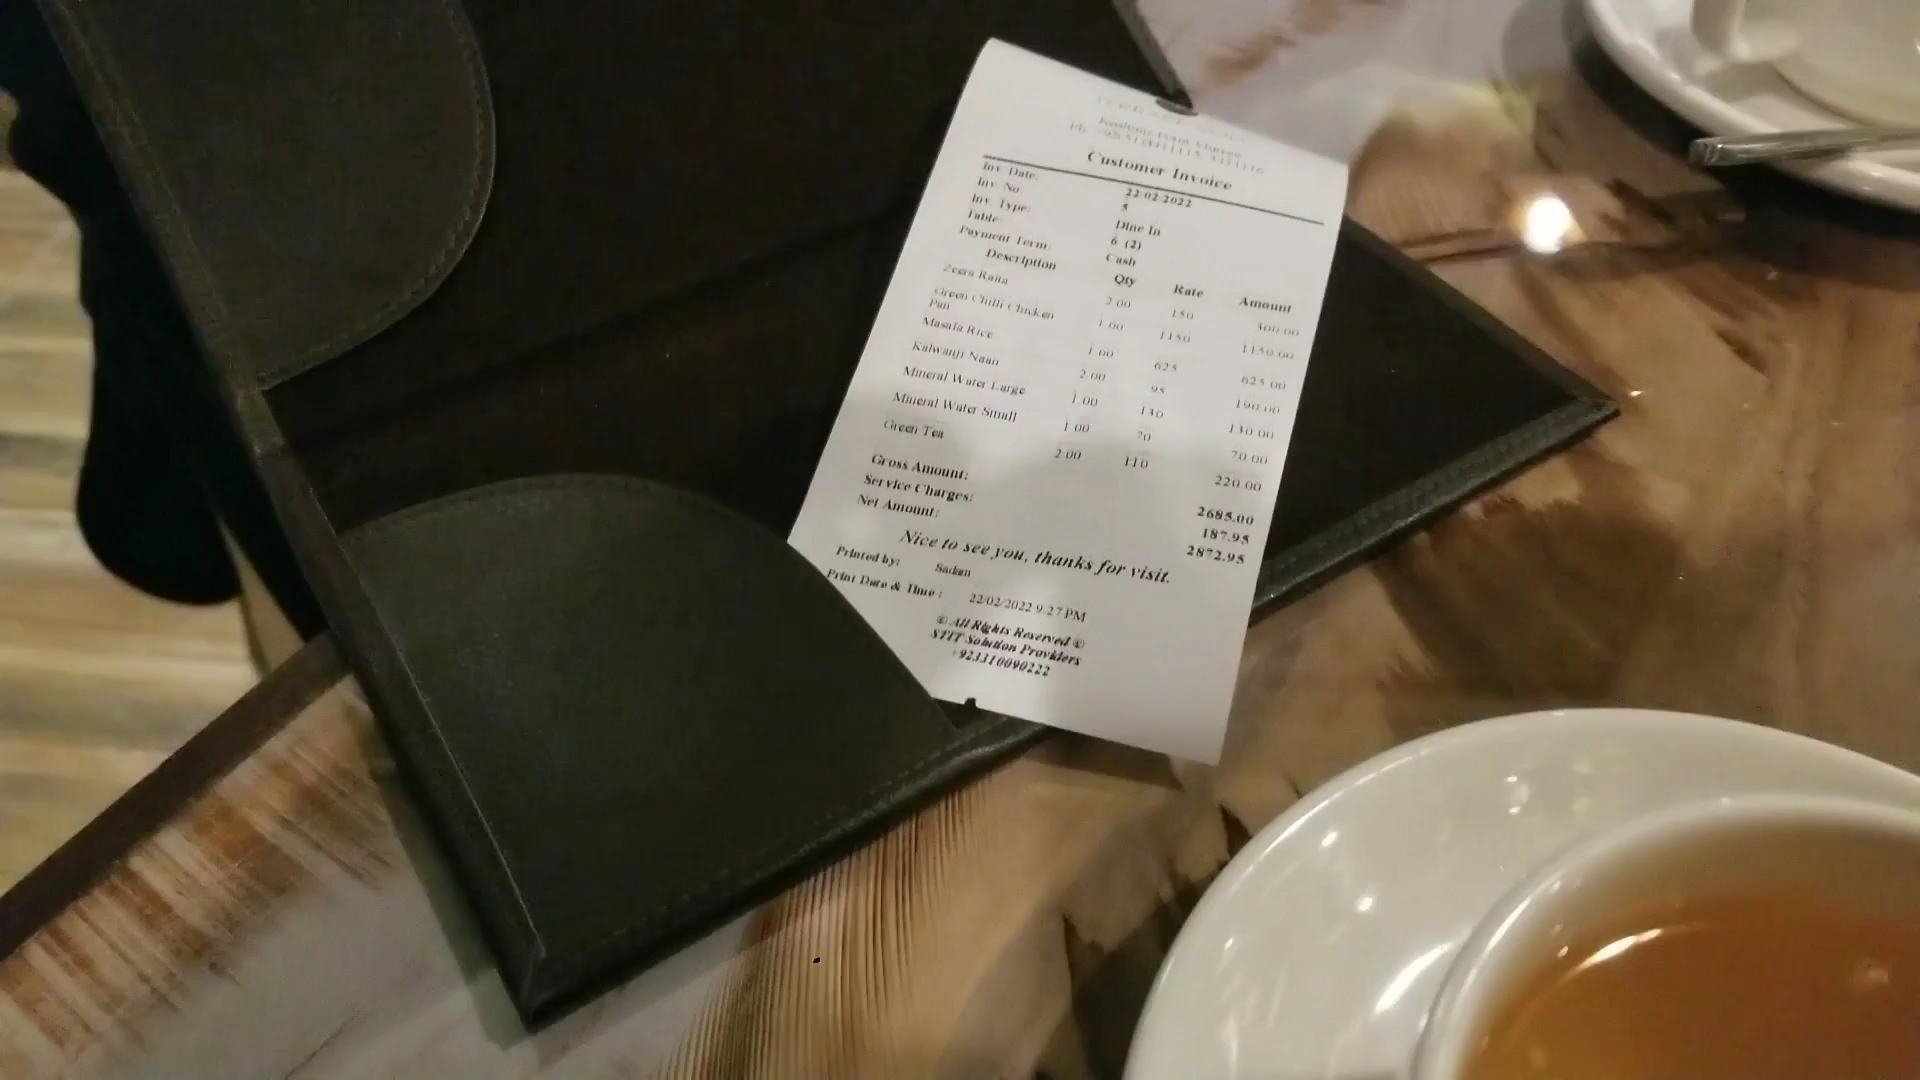 Customer Invoice
Inv. Date: 22/02/2022
Inv. No: 5
Inv. Type: Dine In
Table: 6 (2)
Payment Term: Cash
Description Qty Rate Amount
Zeera Raita 2.00 150 300.00
Green Chilli Chicken 1.00 1150 1150.00
Pan
Masala Rice 1.00 625 625.00
Kalwanji Naan 2.00 95 190.00
Mineral Water Large 1.00 130 130.00
Mineral Water Small 1.00 70 70.00
Green Tea 2.00 110 220.00
Gross Amount: 2685.00
Service Charges: 187.95
Net Amount: 2872.95
Nice to see you, thanks for visit.
Printed by: Sadam
Print Date & Time : 22/02/2022 9:27 PM
© All Rights Reserved ©
STIT Solution Providers
+923310090222